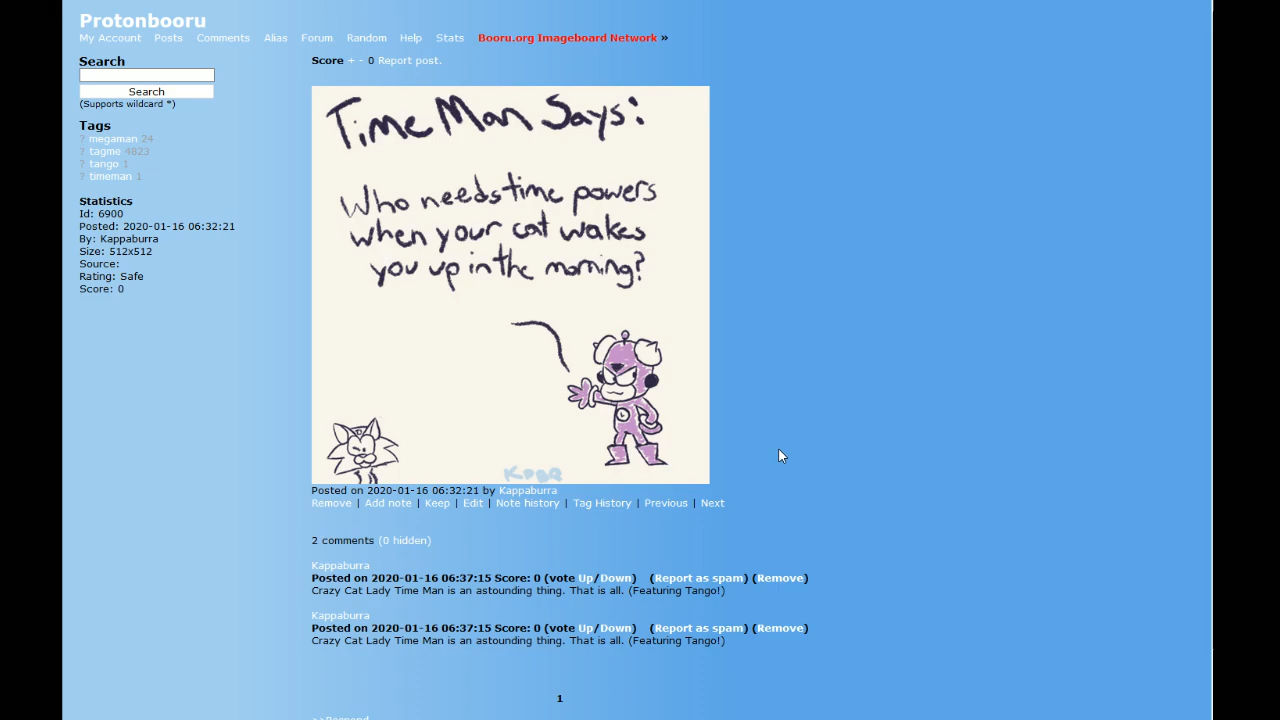 Protonbooru
My Account Posts Comments Alias Forum Random Help Stats Booru.org Imageboard Network »
Search
Search
(Supports wildcard *)
Tags
? megaman 24
? tagme 4823
? tango 1
? timeman 1
Statistics
Id: 6900
Posted: 2020-01-16 06:32:21
By: Kappaburra
Size: 512x512
Source:
Rating: Safe
Score: 0
Score + - 0 Report post.
Time Man Says:
Who needs time powers
when your cat wakes
you up in the morning?
Posted on 2020-01-16 06:32:21 by Kappaburra
Remove | Add note | Keep | Edit | Note history | Tag History | Previous | Next
2 comments (0 hidden)
Kappaburra
Posted on 2020-01-16 06:37:15 Score: 0 (vote Up/Down) (Report as spam) (Remove)
Crazy Cat Lady Time Man is an astounding thing. That is all. (Featuring Tango!)
Kappaburra
Posted on 2020-01-16 06:37:15 Score: 0 (vote Up/Down) (Report as spam) (Remove)
Crazy Cat Lady Time Man is an astounding thing. That is all. (Featuring Tango!)
1
>>Respond